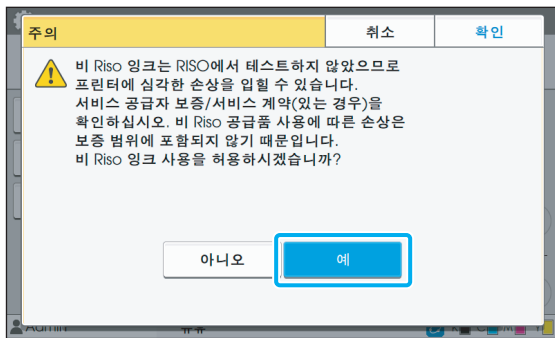 주의
취소
확인
비 Riso 잉크는 RISO에서 테스트하지 않았으므로
프린터에 심각한 손상을 입힐 수 있습니다.
서비스 공급자 보증/서비스 계약(있는 경우)을
확인하십시오. 비 Riso 공급품 사용에 따른 손상은
보증 범위에 포함되지 않기 때문입니다.
비 Riso 잉크 사용을 허용하시겠습니까?
아니오
예
Admin
K C M Y